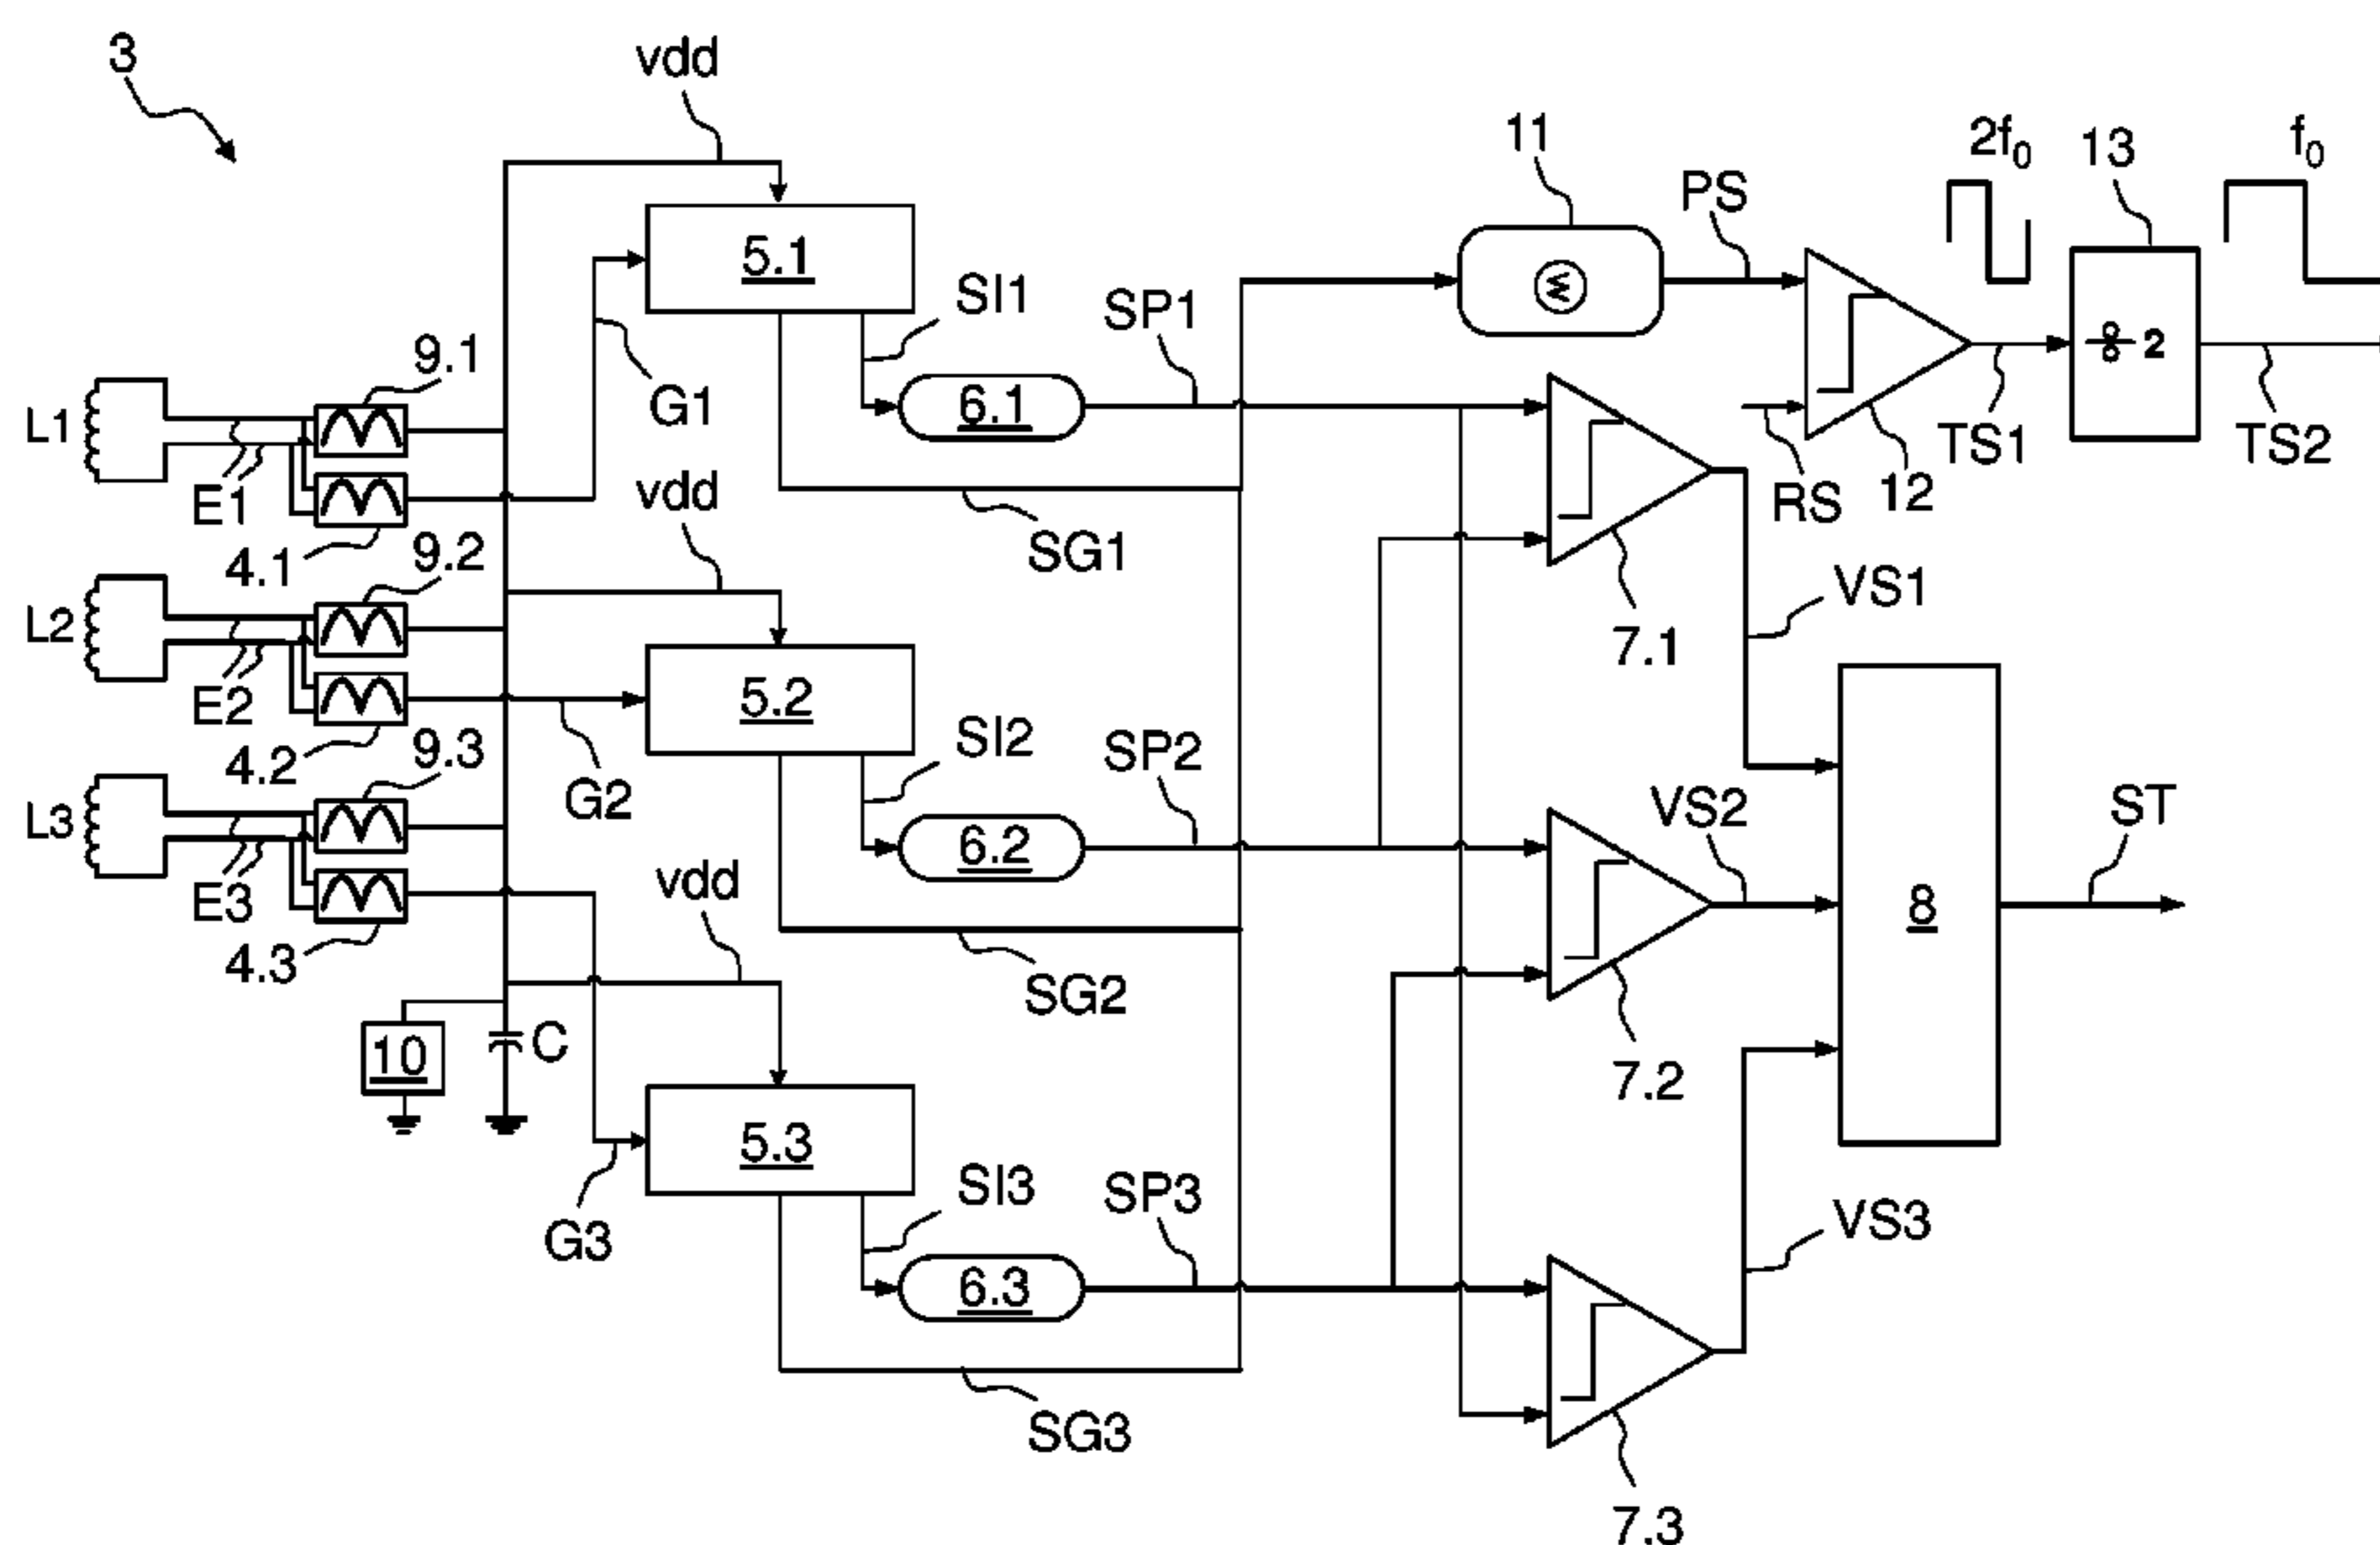 3
vdd
11
PS
2f0
13
f0
5.1
SI1
SP1
9.1
G1
6.1
÷ 2
L1
E1
vdd
RS
12
TS1
TS2
4.1
9.2
SG1
7.1
VS1
L2
E2
5.2
SI2
SP2
4.2
9.3
G2
6.2
VS2
ST
L3
E3
vdd
8
4.3
SG2
10
C
7.2
5.3
SI3
SP3
G3
6.3
VS3
SG3
7.3